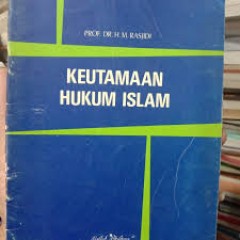 PROF. DR. H. M. RASJIDI
KEUTAMAAN
HUKUM ISLAM